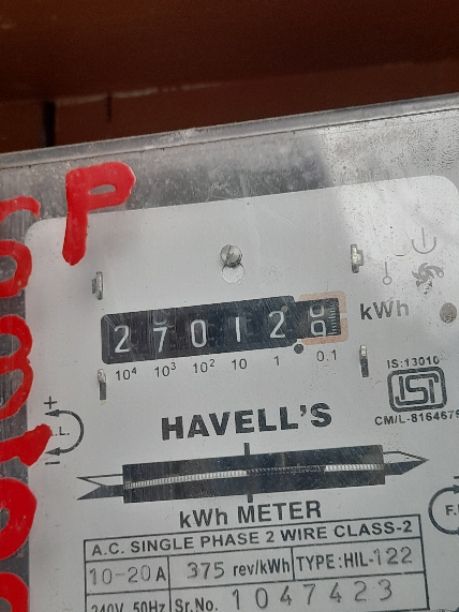 P
kWh
2 7 0 1 2
10⁴ 10³ 10² 10 1 0.1
IS:13010
ISI
CM/L-8164676
HAVELL'S
kWh METER
A.C. SINGLE PHASE 2 WIRE CLASS-2
10-20A 375 rev/kWh TYPE:HIL-122
240V, 50Hz Sr.No. 1047423